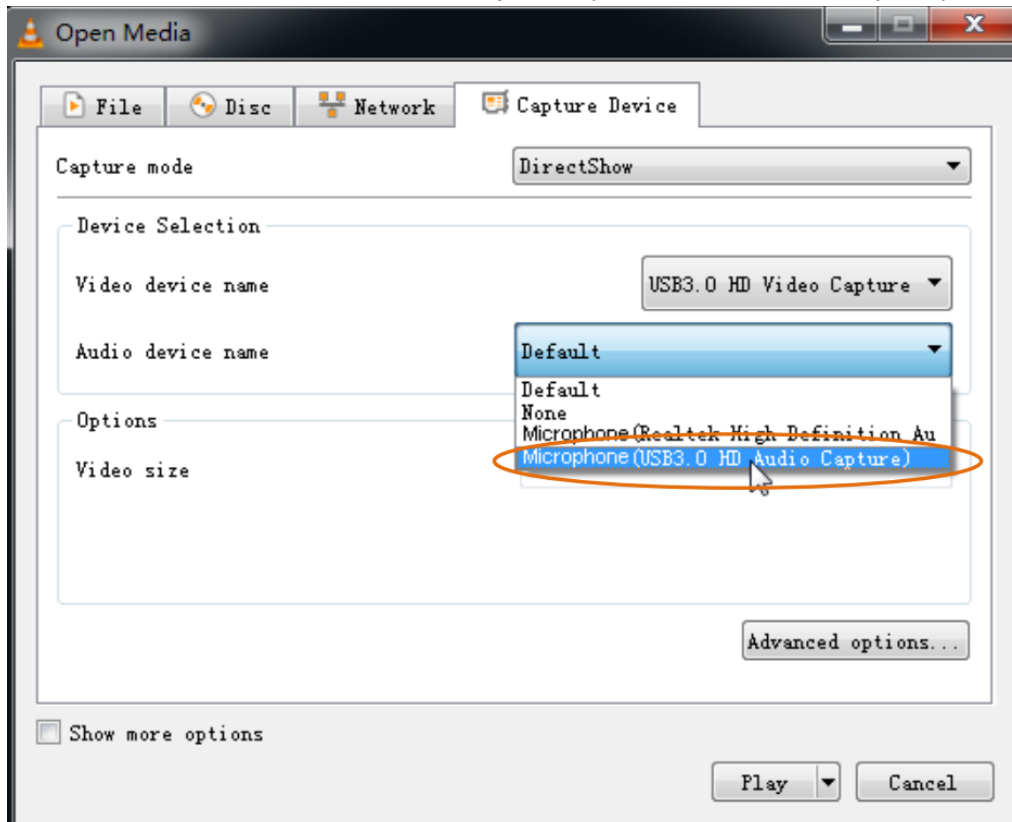 Open Media
File Disc Network Capture Device
Capture mode DirectShow
Device Selection
Video device name USB3.0 HD Video Capture
Audio device name Default
Default
None
Options
Microphone(Realtek High Definition Au
Microphone(USB3.0 HD Audio Capture)
Video size
Advanced options...
Show more options
Play Cancel